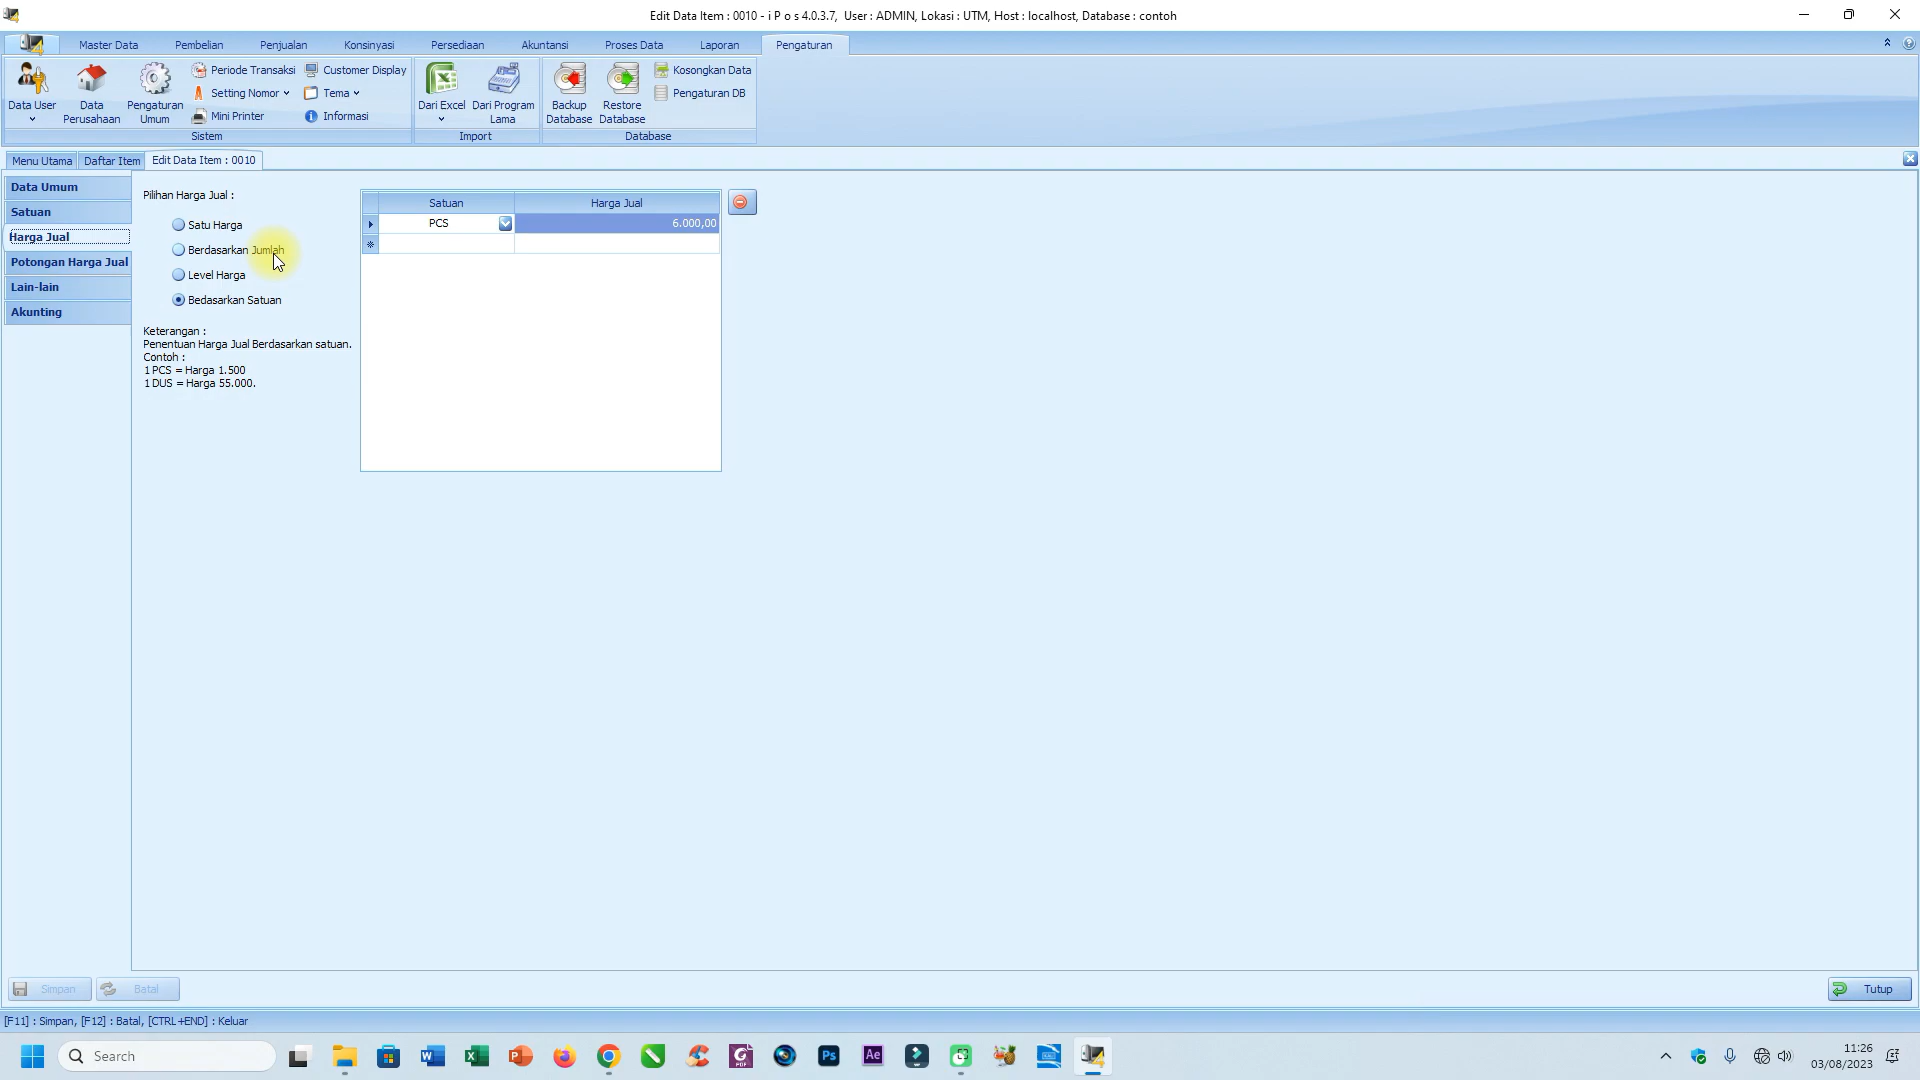 Edit Data Item : 0010 - i P o s 4.0.3.7, User : ADMIN, Lokasi : UTM, Host : localhost, Database : contoh
Master Data Pembelian Penjualan Konsinyasi Persediaan Akuntansi Proses Data Laporan Pengaturan
Data User
Data Perusahaan
Pengaturan Umum
Periode Transaksi
Setting Nomor
Mini Printer
Customer Display
Tema
Informasi
Sistem
Dari Excel
Dari Program Lama
Import
Backup Database
Restore Database
Kosongkan Data
Pengaturan DB
Database
Menu Utama Daftar Item Edit Data Item : 0010
Data Umum
Satuan
Harga Jual
Potongan Harga Jual
Lain-lain
Akunting
Pilihan Harga Jual :
Satu Harga
Berdasarkan Jumlah
Level Harga
Bedasarkan Satuan
Keterangan :
Penentuan Harga Jual Berdasarkan satuan.
Contoh :
1 PCS = Harga 1.500
1 DUS = Harga 55.000.
Satuan Harga Jual
PCS 6.000,00
Simpan Batal Tutup
[F11] : Simpan, [F12] : Batal, [CTRL+END] : Keluar
Search
11:26
03/08/2023